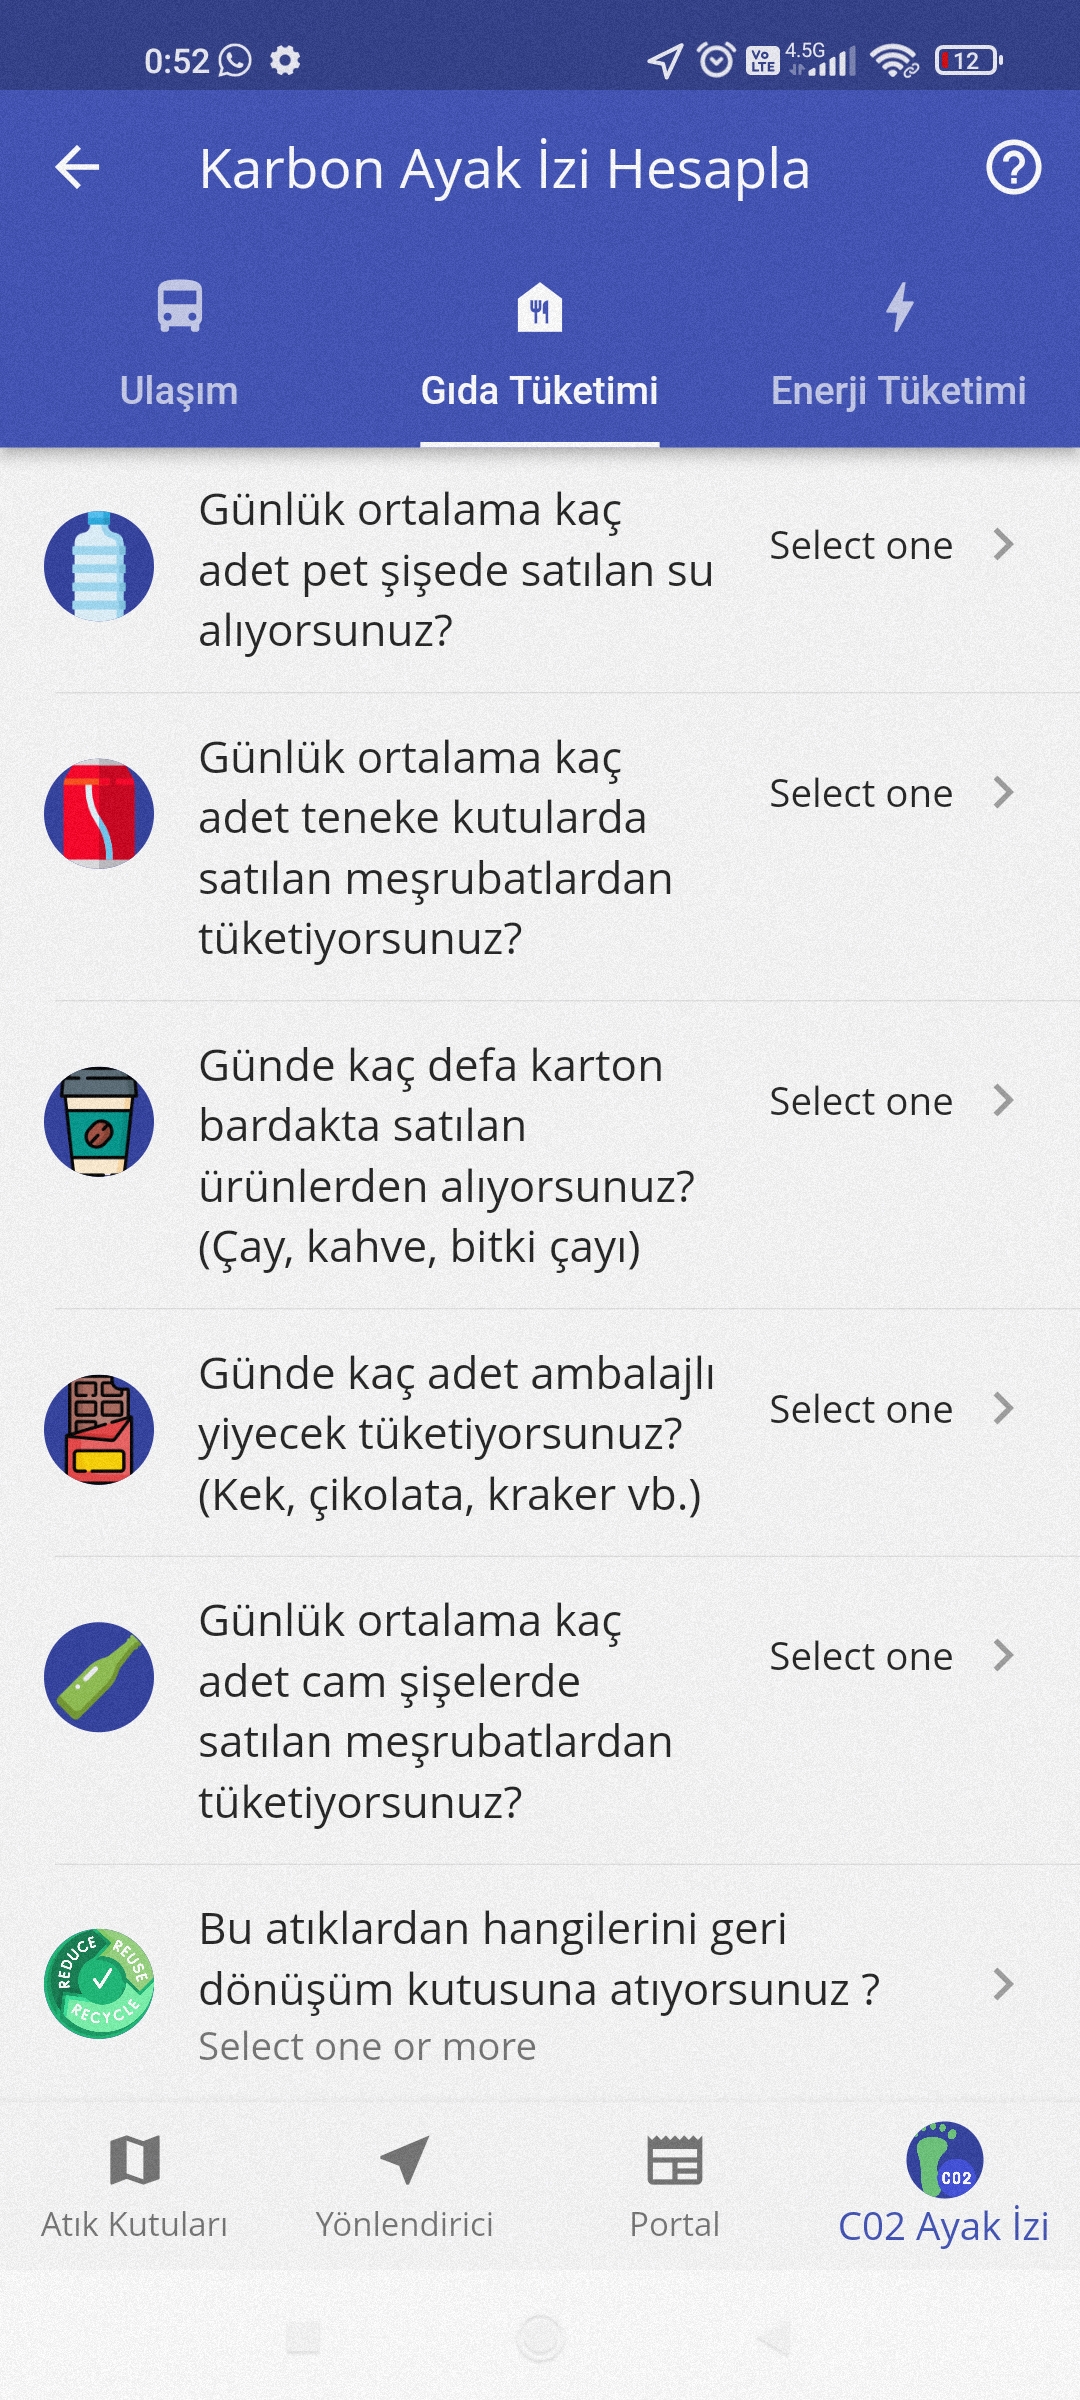 0:52
4.5G
Vo
LTE
12
Karbon Ayak İzi Hesapla
Ulaşım
Gıda Tüketimi
Enerji Tüketimi
Günlük ortalama kaç
adet pet şişede satılan su
alıyorsunuz?
Select one
Günlük ortalama kaç
adet teneke kutularda
satılan meşrubatlardan
tüketiyorsunuz?
Select one
Günde kaç defa karton
bardakta satılan
ürünlerden alıyorsunuz?
(Çay, kahve, bitki çayı)
Select one
Günde kaç adet ambalajlı
yiyecek tüketiyorsunuz?
(Kek, çikolata, kraker vb.)
Select one
Günlük ortalama kaç
adet cam şişelerde
satılan meşrubatlardan
tüketiyorsunuz?
Select one
REDUCE
REUSE
RECYCLE
Bu atıklardan hangilerini geri
dönüşüm kutusuna atıyorsunuz ?
Select one or more
Atık Kutuları
Yönlendirici
Portal
CO2
C02 Ayak İzi